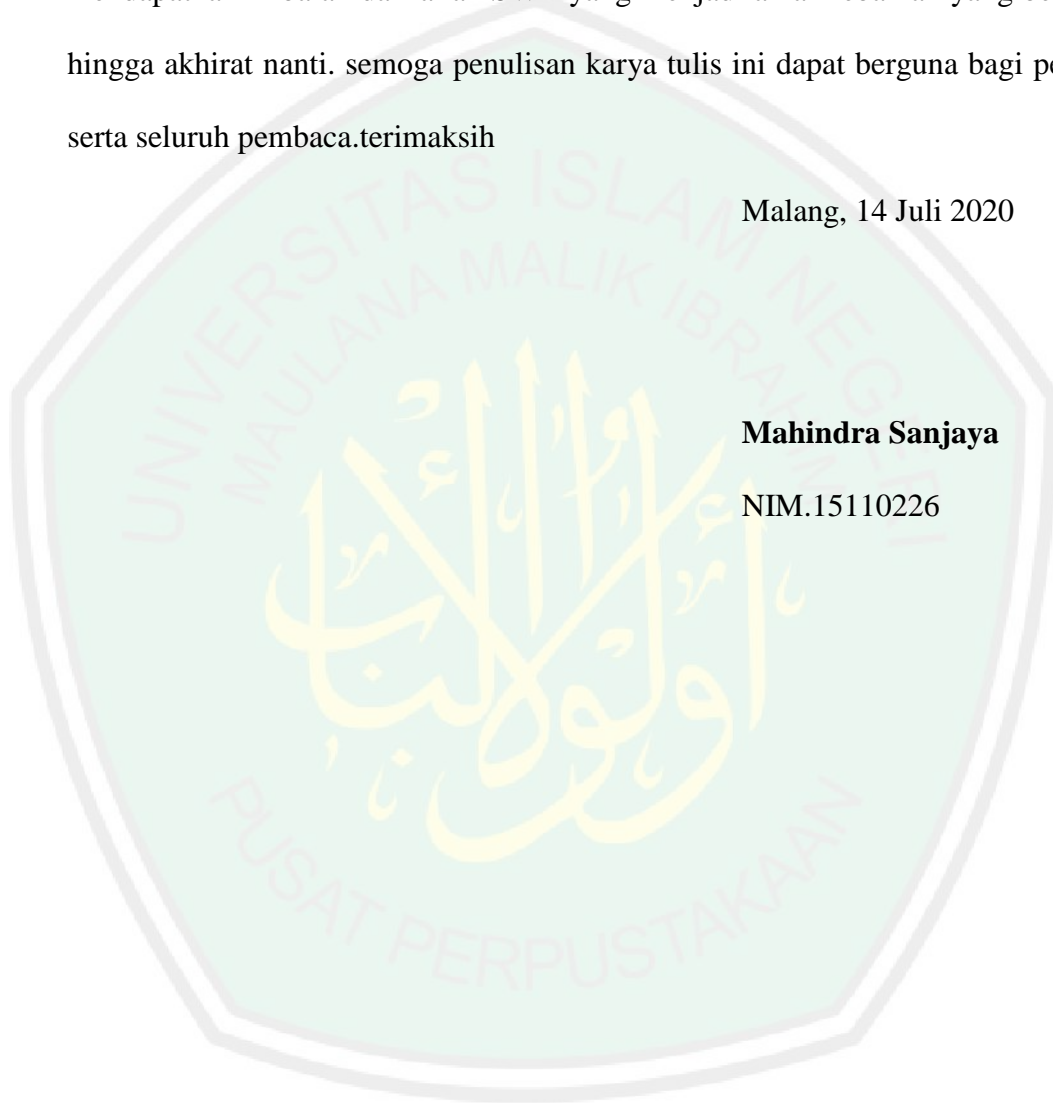 hingga akhirat nanti. semoga penulisan karya tulis ini dapat berguna bagi
serta seluruh pembaca.terimaksih
Malang, 14 Juli 2020
Mahindra Sanjaya
NIM.15110226
UNIVERSITAS ISLAM NEGERI
MAULANA MALIK IBRAHIM
PUSAT PERPUSTAKAAN